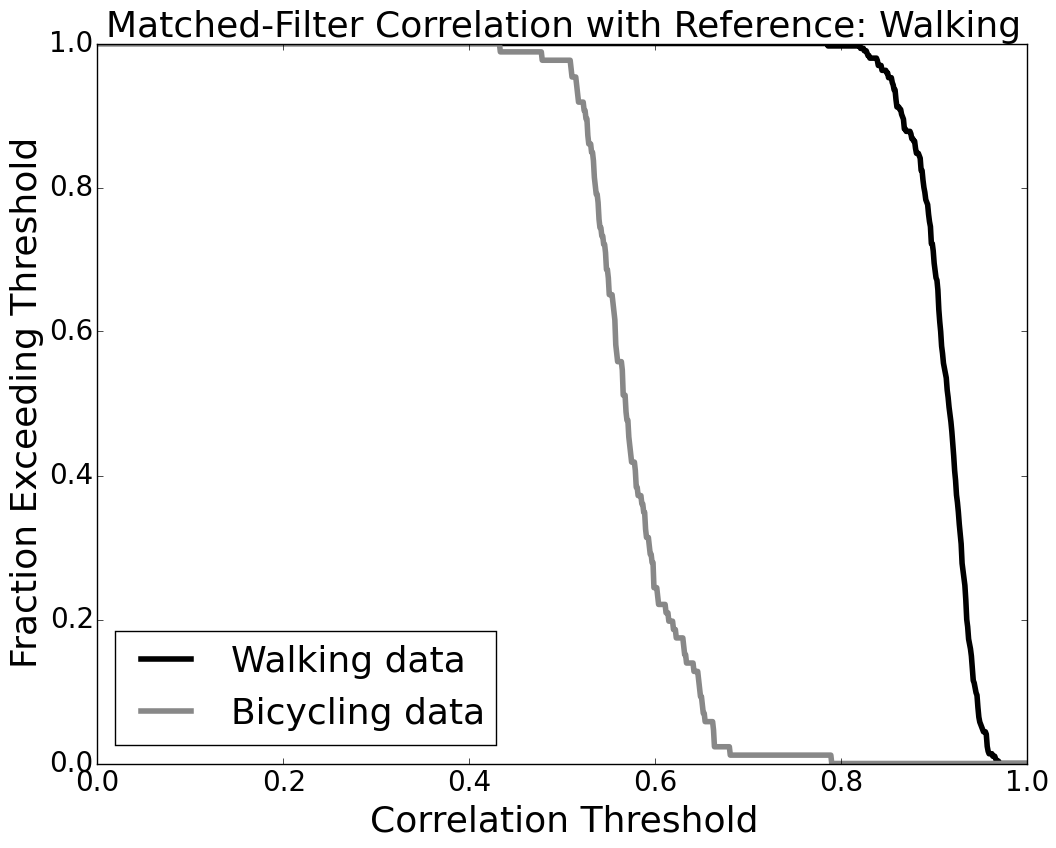 Matched-Filter Correlation with Reference: Walking
Fraction Exceeding Threshold
1.0
0.8
0.6
0.4
0.2
0.0
Walking data
Bicycling data
0.0 0.2 0.4 0.6 0.8 1.0
Correlation Threshold